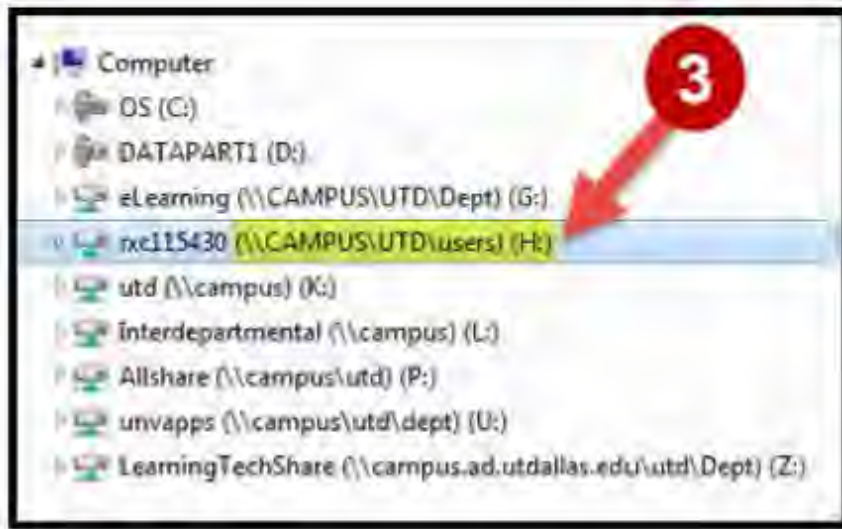 Computer
3
OS (C:)
DATAPART1 (D:)
eLearning (\\CAMPUS\UTD\Dept) (G:)
rxc115430 (\\CAMPUS\UTD\users) (H:)
utd (\\campus) (K:)
Interdepartmental (\\campus) (L:)
Allshare (\\campus\utd) (P:)
unvapps (\\campus\utd\dept) (U:)
LearningTechShare (\\campus.ad.utdallas.edu\utd\Dept) (Z:)